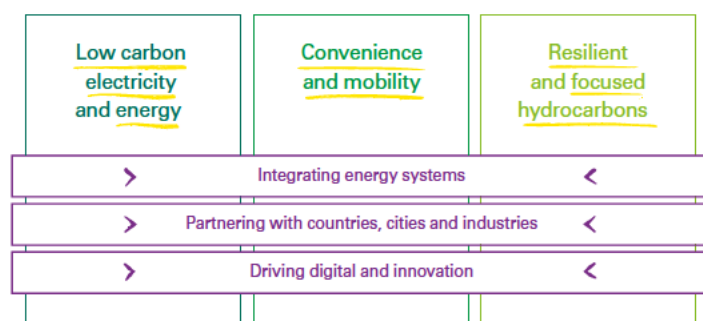 Low carbon
electricity
and energy
Convenience
and mobility
Resilient
and focused
hydrocarbons
Integrating energy systems
Partnering with countries, cities and industries
Driving digital and innovation